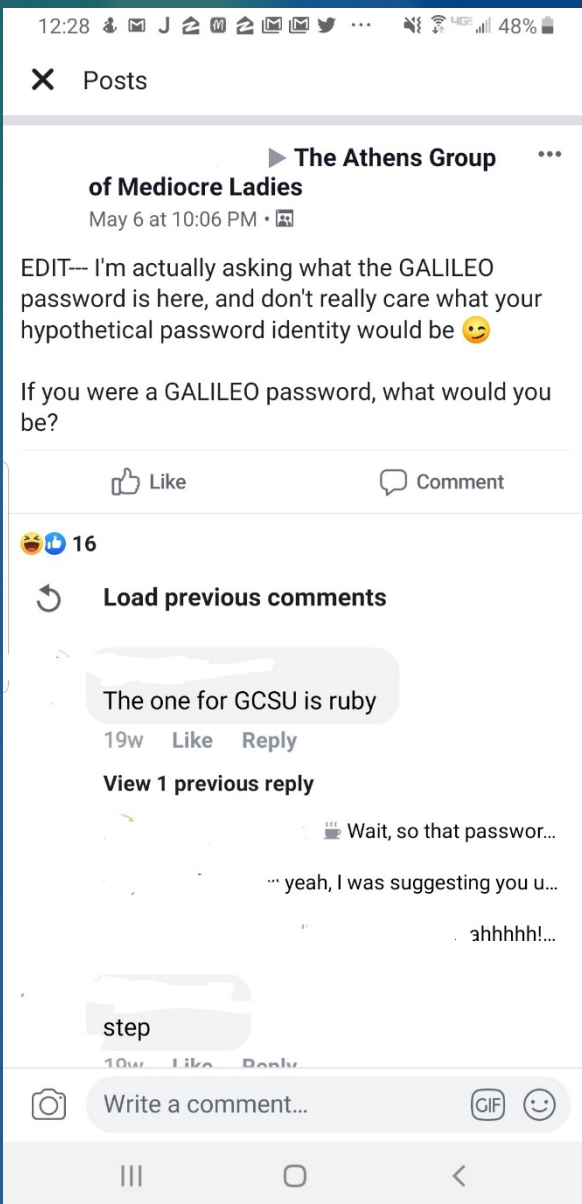 12:28 J 48%
Posts
The Athens Group
of Mediocre Ladies
May 6 at 10:06 PM •
EDIT--- I'm actually asking what the GALILEO
password is here, and don't really care what your
hypothetical password identity would be 😉
If you were a GALILEO password, what would you
be?
Like Comment
16
Load previous comments
The one for GCSU is ruby
19w Like Reply
View 1 previous reply
Wait, so that passwor...
yeah, I was suggesting you u...
ahhhhh!...
step
19w Like Reply
Write a comment... GIF